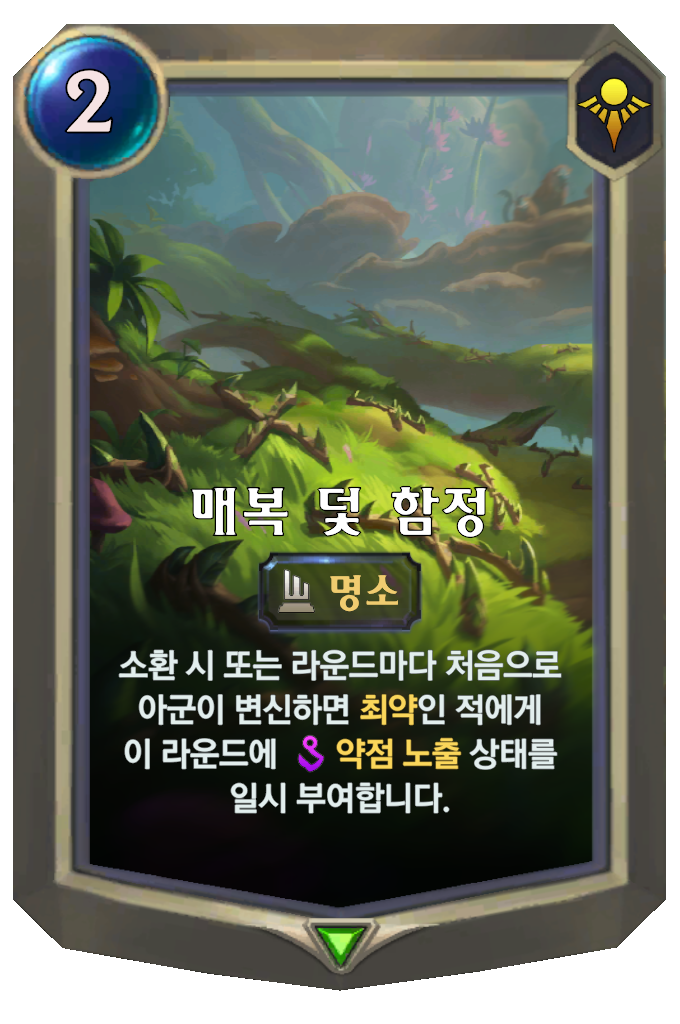 2
매복 덫 함정
명소
소환 시 또는 라운드마다 처음으로
아군이 변신하면 최약인 적에게
이 라운드에 약점 노출 상태를
일시 부여합니다.